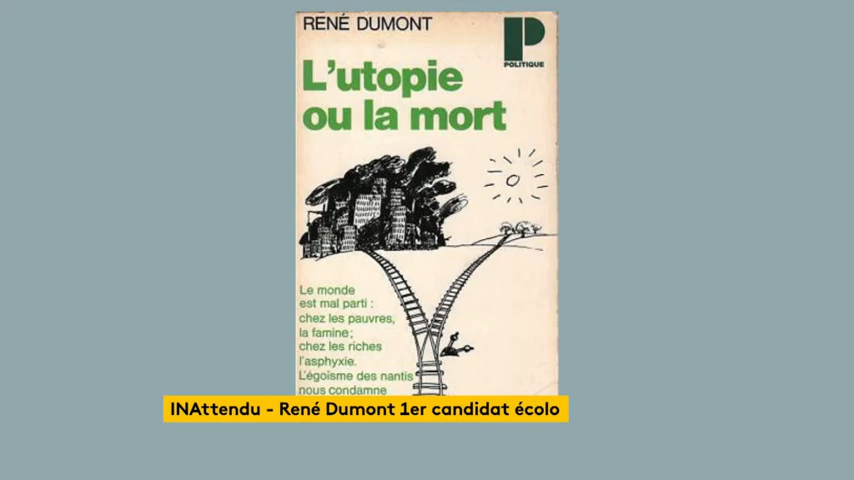 RENÉ DUMONT
P
POLITIQUE
L'utopie
ou la mort
Le monde
est mal parti :
chez les pauvres,
la famine ;
chez les riches
l'asphyxie.
L'égoïsme des nantis
nous condamne
INAttendu - René Dumont 1er candidat écolo